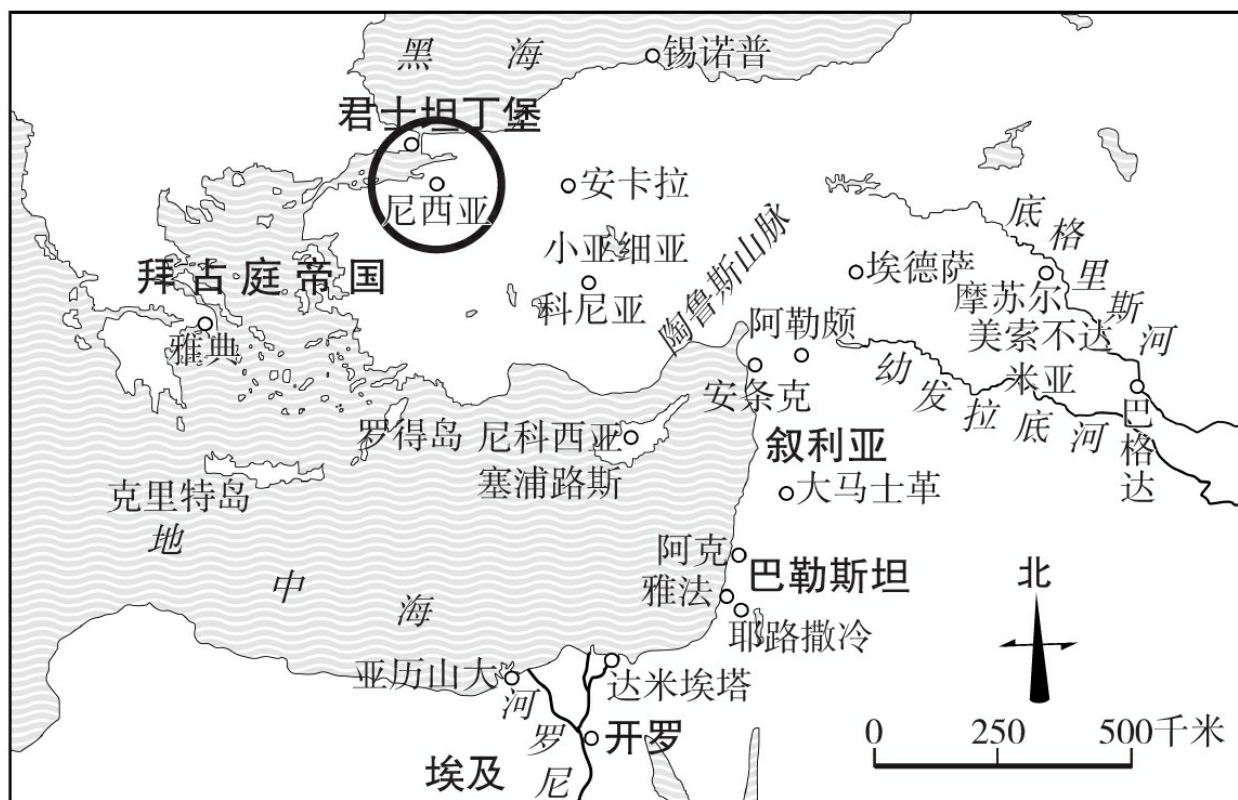 黑海
锡诺普
君士坦丁堡
尼西亚
安卡拉
小亚细亚
科尼亚
陶鲁斯山脉
埃德萨
底格里斯河
摩苏尔
美索不达
米亚
拜占庭帝国
雅典
阿勒颇
安条克
幼发拉底河
巴格达
罗得岛
尼科西亚
塞浦路斯
叙利亚
克里特岛
大马士革
地中海
阿克
巴勒斯坦
雅法
耶路撒冷
北
亚历山大
达米埃塔
河罗尼
开罗
埃及
0 250 500千米